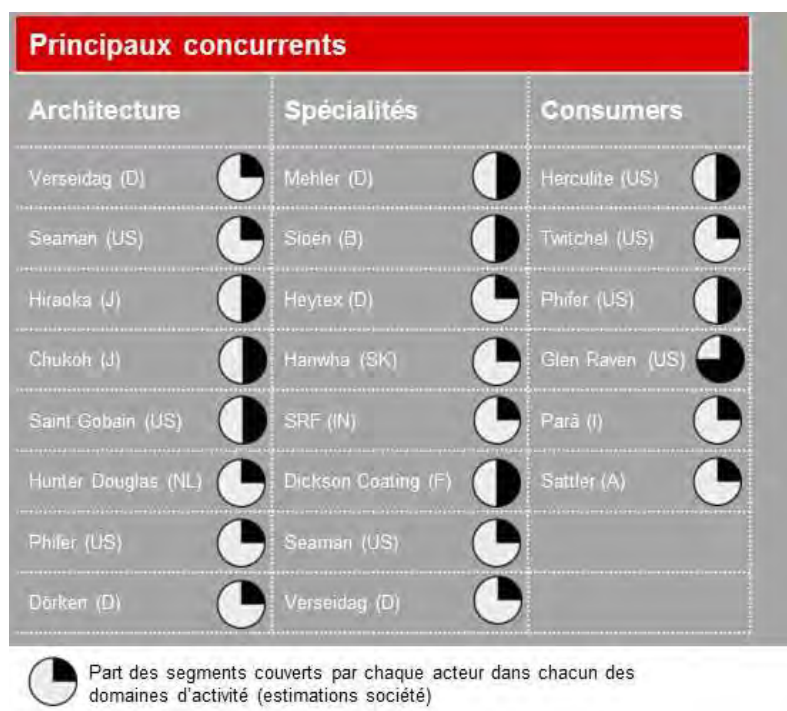 Principaux concurrents
Architecture Spécialités Consumers
Verseidag (D) Mehler (D) Herculite (US)
Seaman (US) Sioen (B) Twitchel (US)
Hiraoka (J) Heytex (D) Phifer (US)
Chukoh (J) Hanwha (SK) Glen Raven (US)
Saint Gobain (US) SRF (IN) Parà (I)
Hunter Douglas (NL) Dickson Coating (F) Sattler (A)
Phifer (US) Seaman (US)
Dörken (D) Verseidag (D)
Part des segments couverts par chaque acteur dans chacun des
domaines d'activité (estimations société)